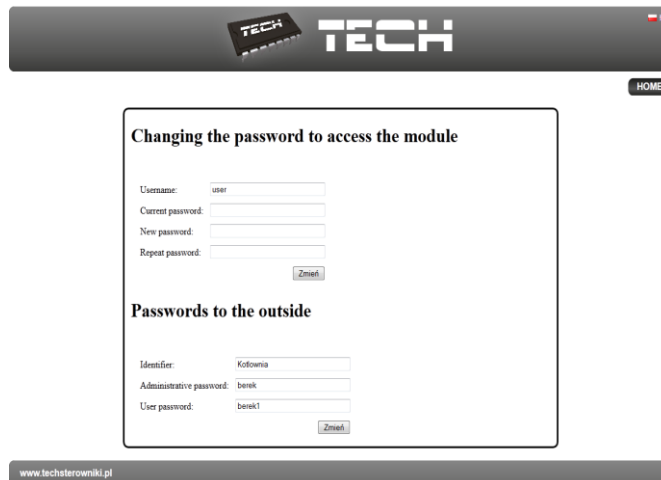 TECH
TECH
HOME
Changing the password to access the module
Username: user
Current password:
New password:
Repeat password:
Zmień
Passwords to the outside
Identifier: Kotlownia
Administrative password: berek
User password: berek1
Zmień
www.techsterowniki.pl